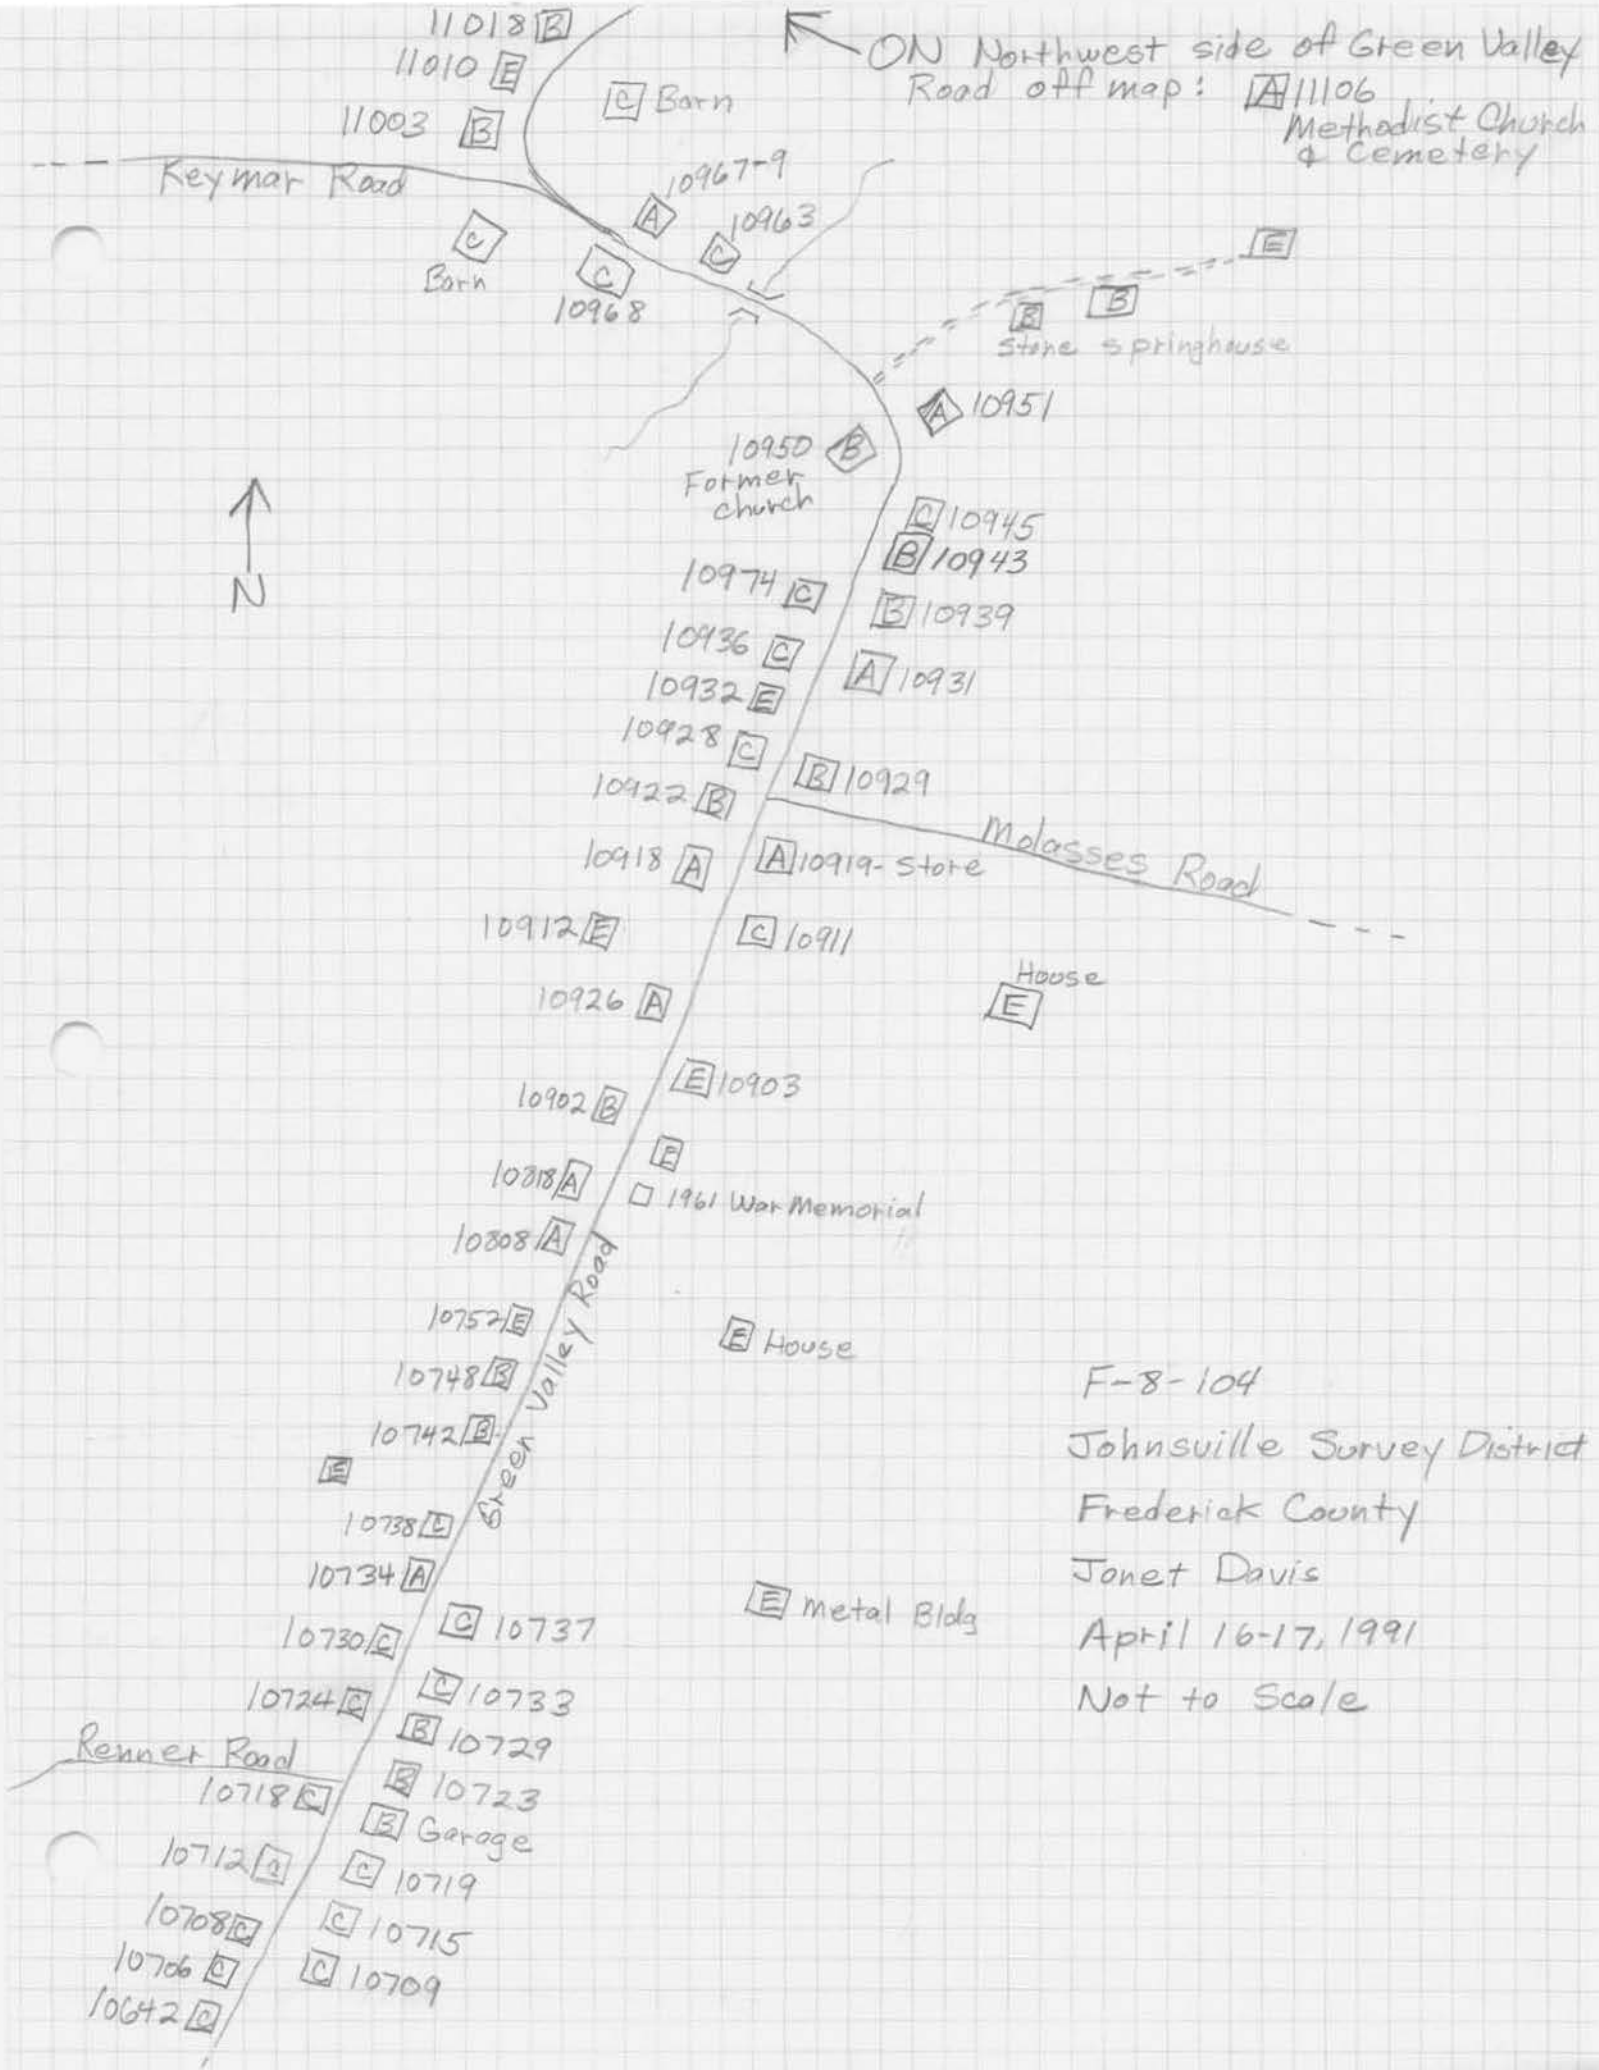 11018 B
11010 E
11003 B
C Barn
ON Northwest side of Green Valley
Road off map: A 11106
Methodist Church
& Cemetery
Keymar Road
A 10967-9
C 10963
C
Barn
C
10968
E
B
B
Stone springhouse
A 10951
10950 B
Former
church
N
C 10945
B 10943
10974 C
B 10939
10936 C
A 10931
10932 E
10928 C
B 10929
10922 B
Molasses Road
10918 A
A 10919- Store
10912 E
C 10911
House
E
10926 A
E 10903
10902 B
E
10818 A
1961 War Memorial
10808 A
Green Valley Road
10752 E
E House
10748 B
10742 B
E
10738 C
10734 A
E Metal Bldg
C 10737
10730 C
C 10733
10724 C
B 10729
Renner Road
10718 C
B 10723
B Garage
10712 C
C 10719
10708 C
C 10715
10706 C
C 10709
10642 C
F-8-104
Johnsville Survey District
Frederick County
Janet Davis
April 16-17, 1991
Not to Scale